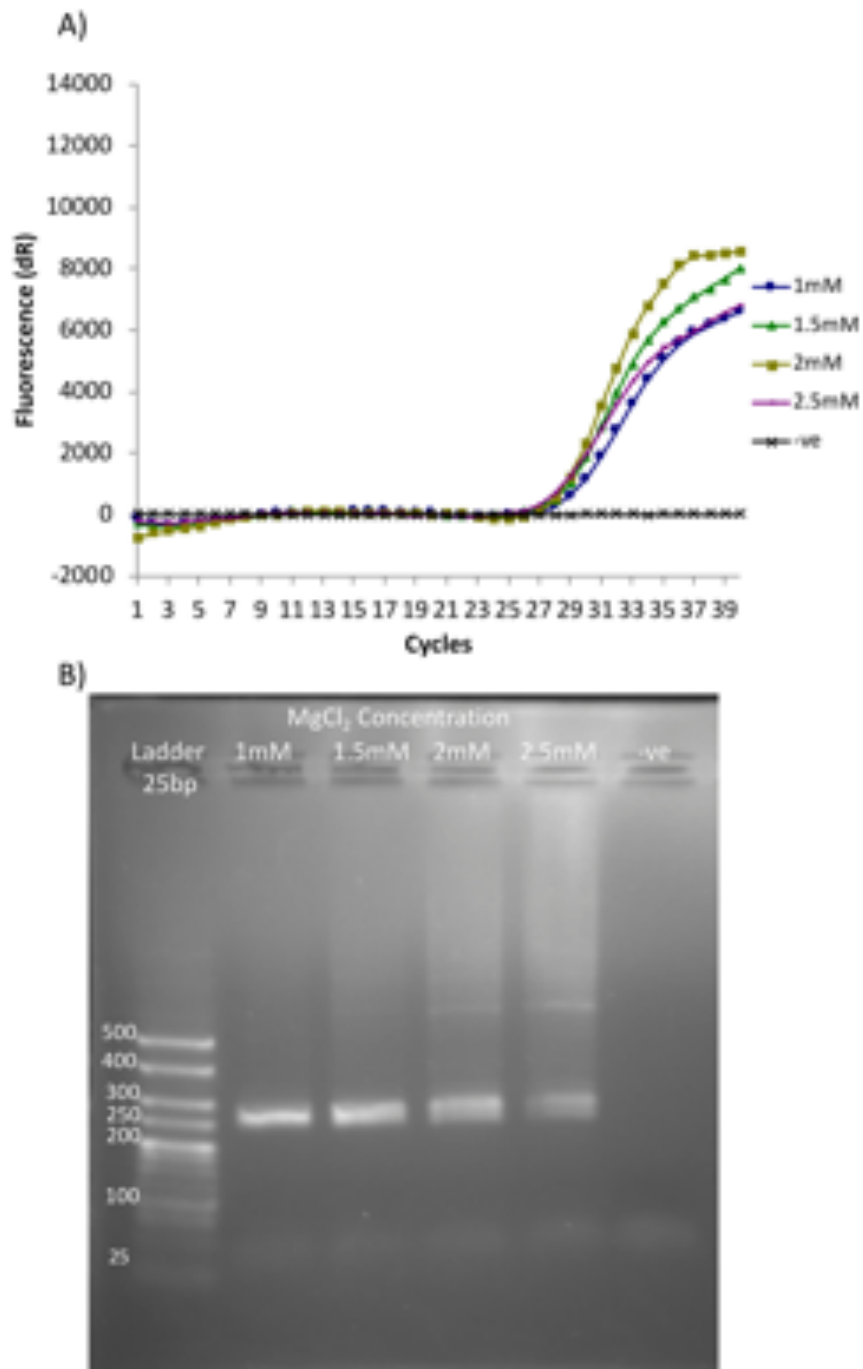 A)
14000
12000
10000
8000
6000
4000
2000
0
-2000
Fluorescence (dR)
1 3 5 7 9 11 13 15 17 19 21 23 25 27 29 31 33 35 37 39
Cycles
1mM
1.5mM
2mM
2.5mM
-ve
B)
MgCl₂ Concentration
Ladder 1mM 1.5mM 2mM 2.5mM -ve
25bp
500
400
300
250
200
100
25